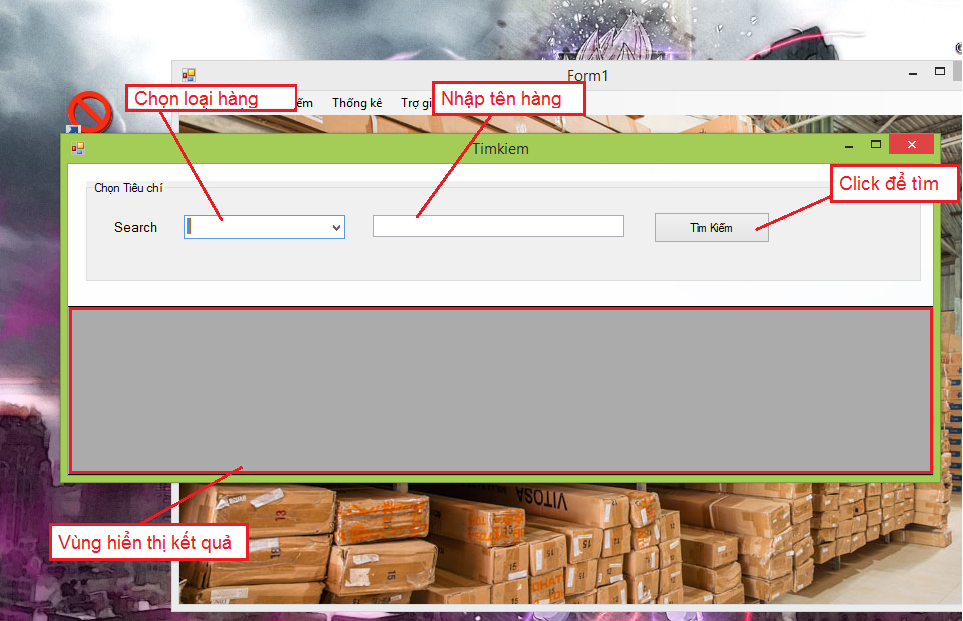 Form1
Chọn loại hàng
Thống kê
Nhập tên hàng
Timkiem
Click để tìm
Chọn Tiêu chí
Search
Tìm Kiếm
VITOSA
Vùng hiển thị kết quả